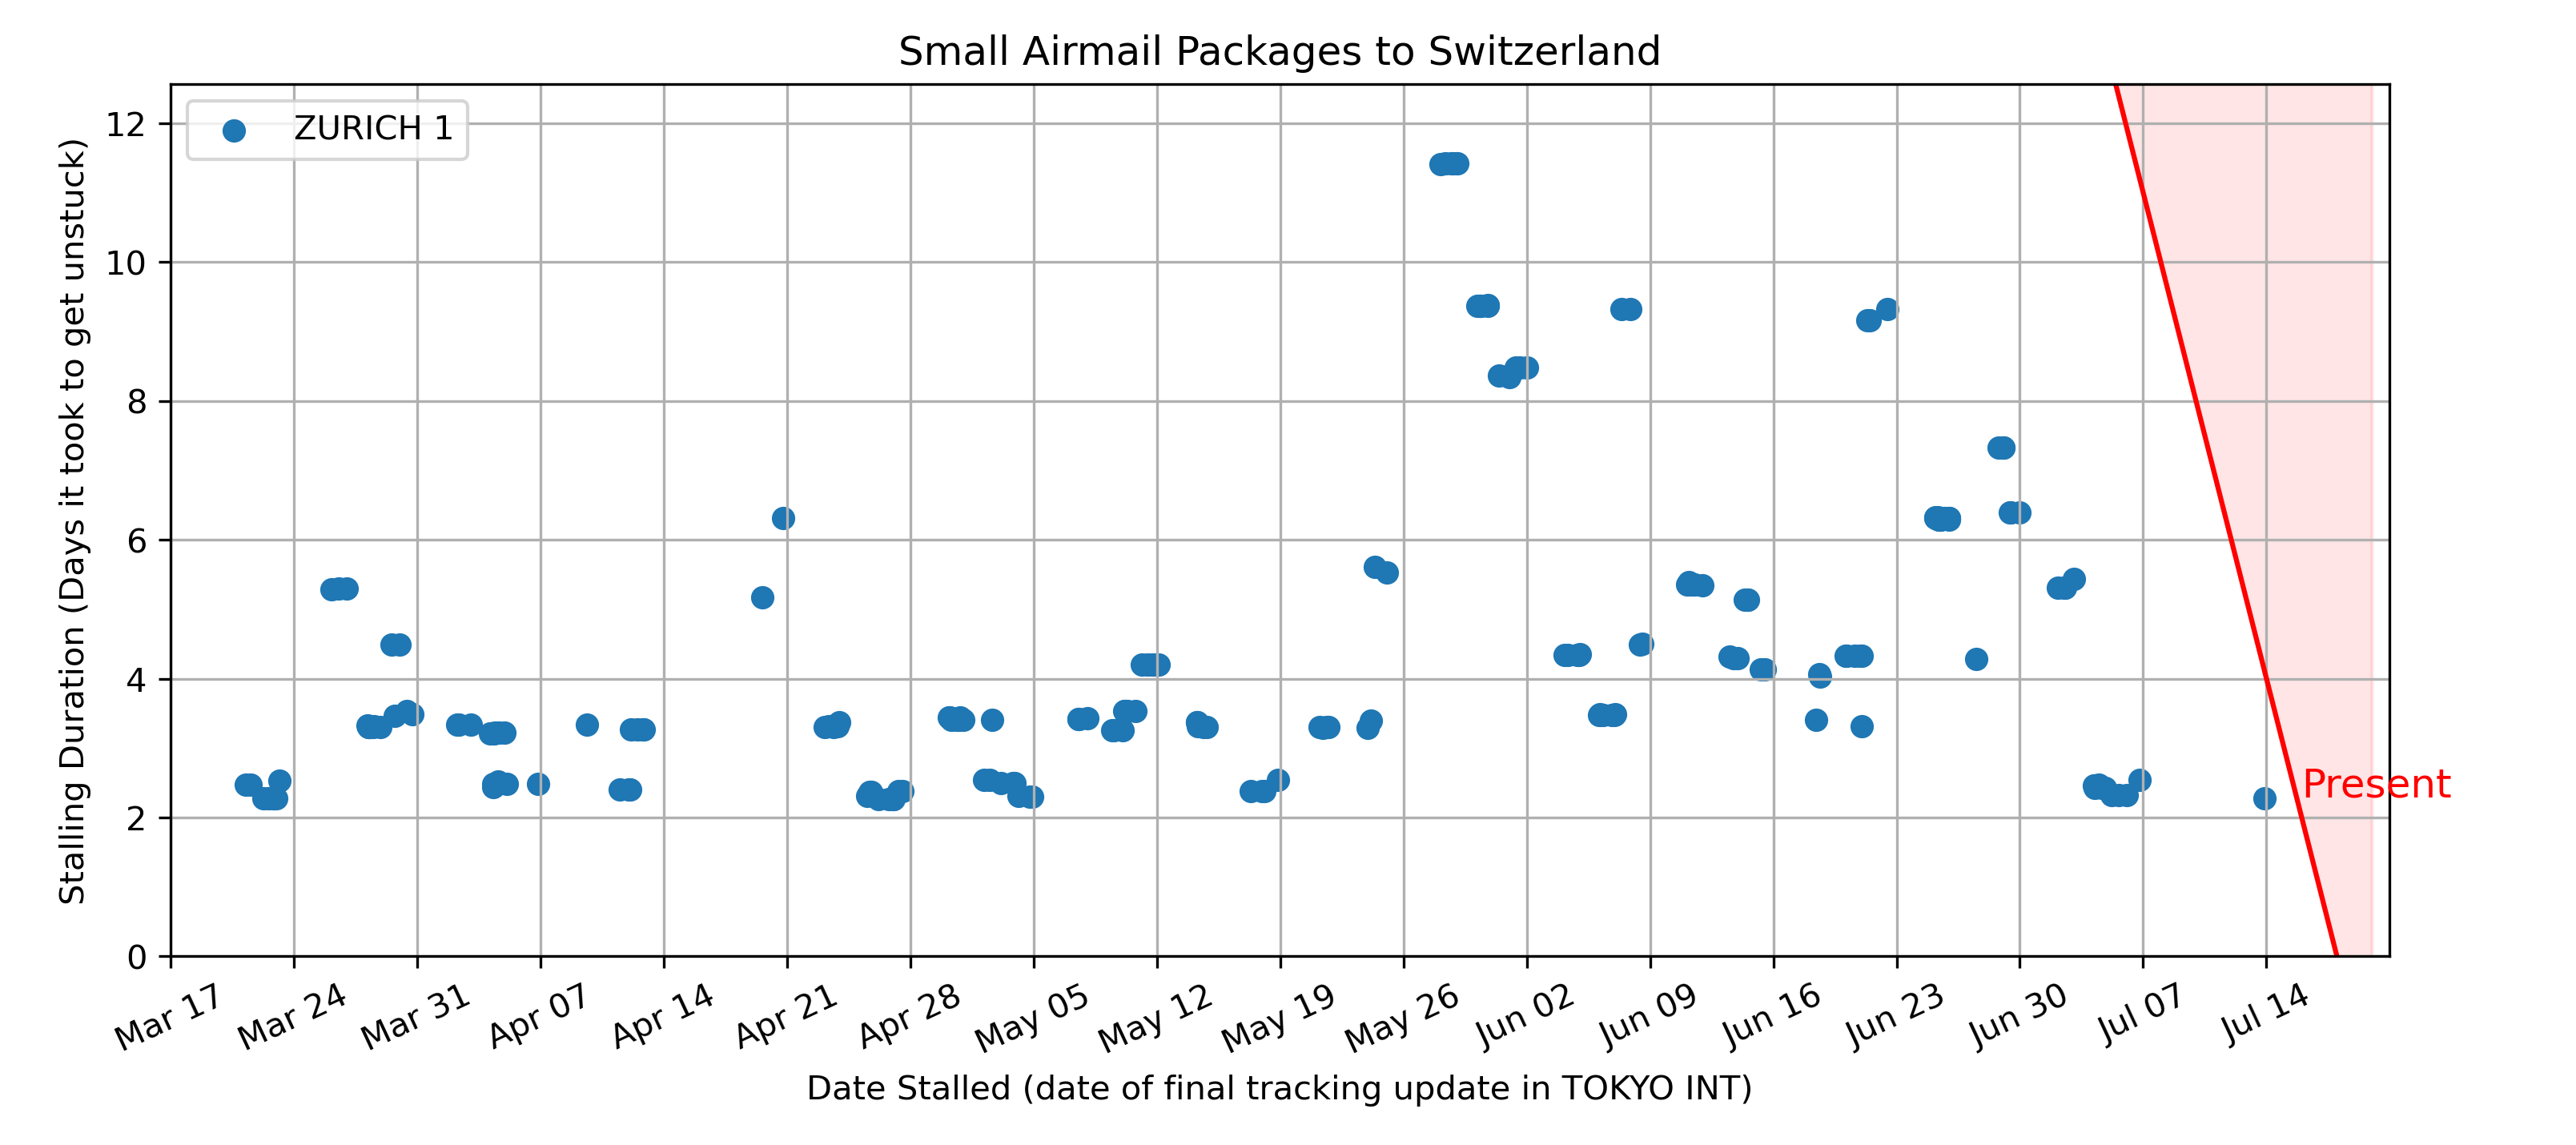 Small Airmail Packages to Switzerland
ZURICH 1
Stalling Duration (Days it took to get unstuck)
12
10
8
6
4
2
0
Present
Mar 17
Mar 24
Mar 31
Apr 07
Apr 14
Apr 21
Apr 28
May 05
May 12
May 19
May 26
Jun 02
Jun 09
Jun 16
Jun 23
Jun 30
Jul 07
Jul 14
Date Stalled (date of final tracking update in TOKYO INT)